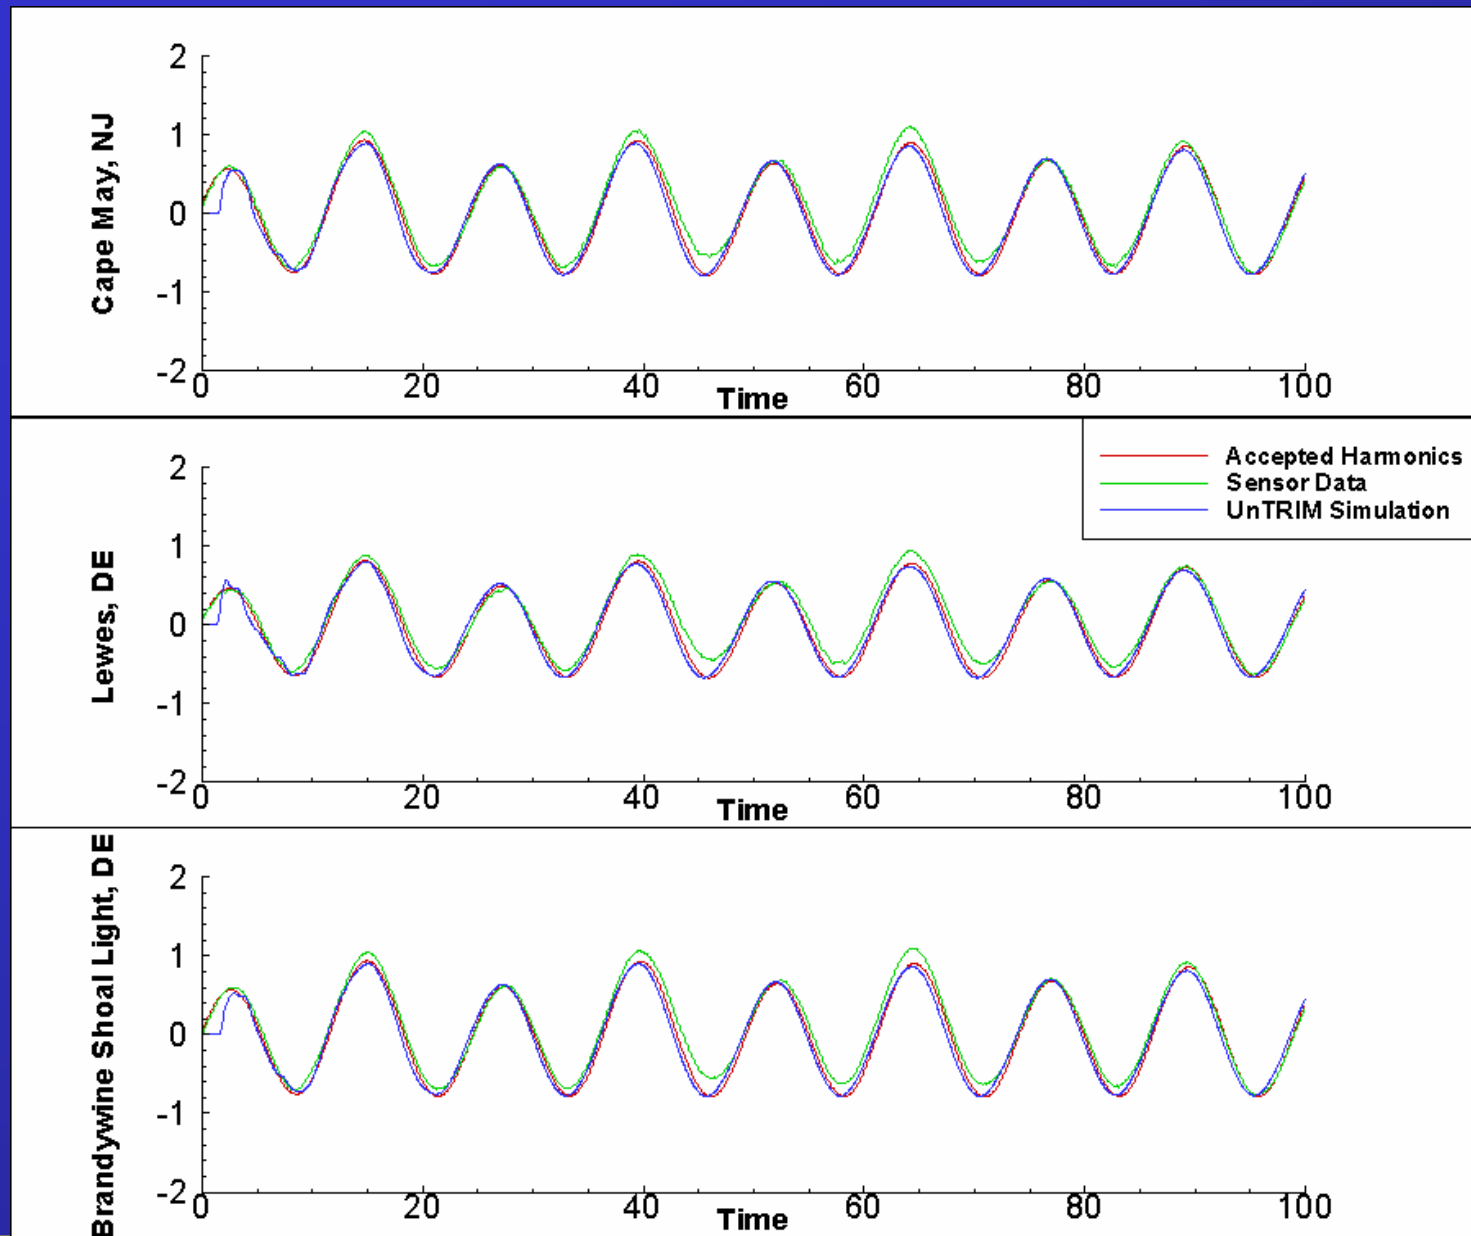 Cape May, NJ
2
1
0
-1
-2
0 20 40 60 80 100
Time
Accepted Harmonics
Sensor Data
UnTRIM Simulation
Lewes, DE
2
1
0
-1
-2
0 20 40 60 80 100
Time
Brandywine Shoal Light, DE
2
1
0
-1
-2
0 20 40 60 80 100
Time